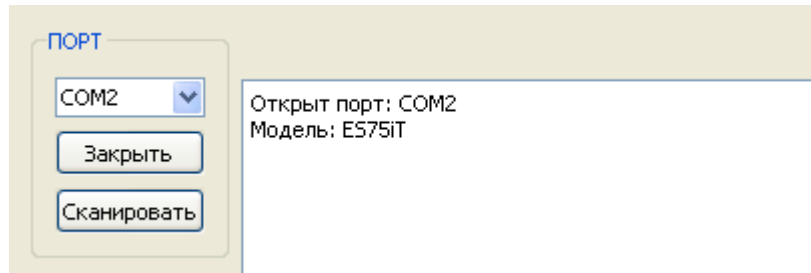 ПОРТ
COM2
Закрыть
Сканировать
Открыт порт: COM2
Модель: ES75iT